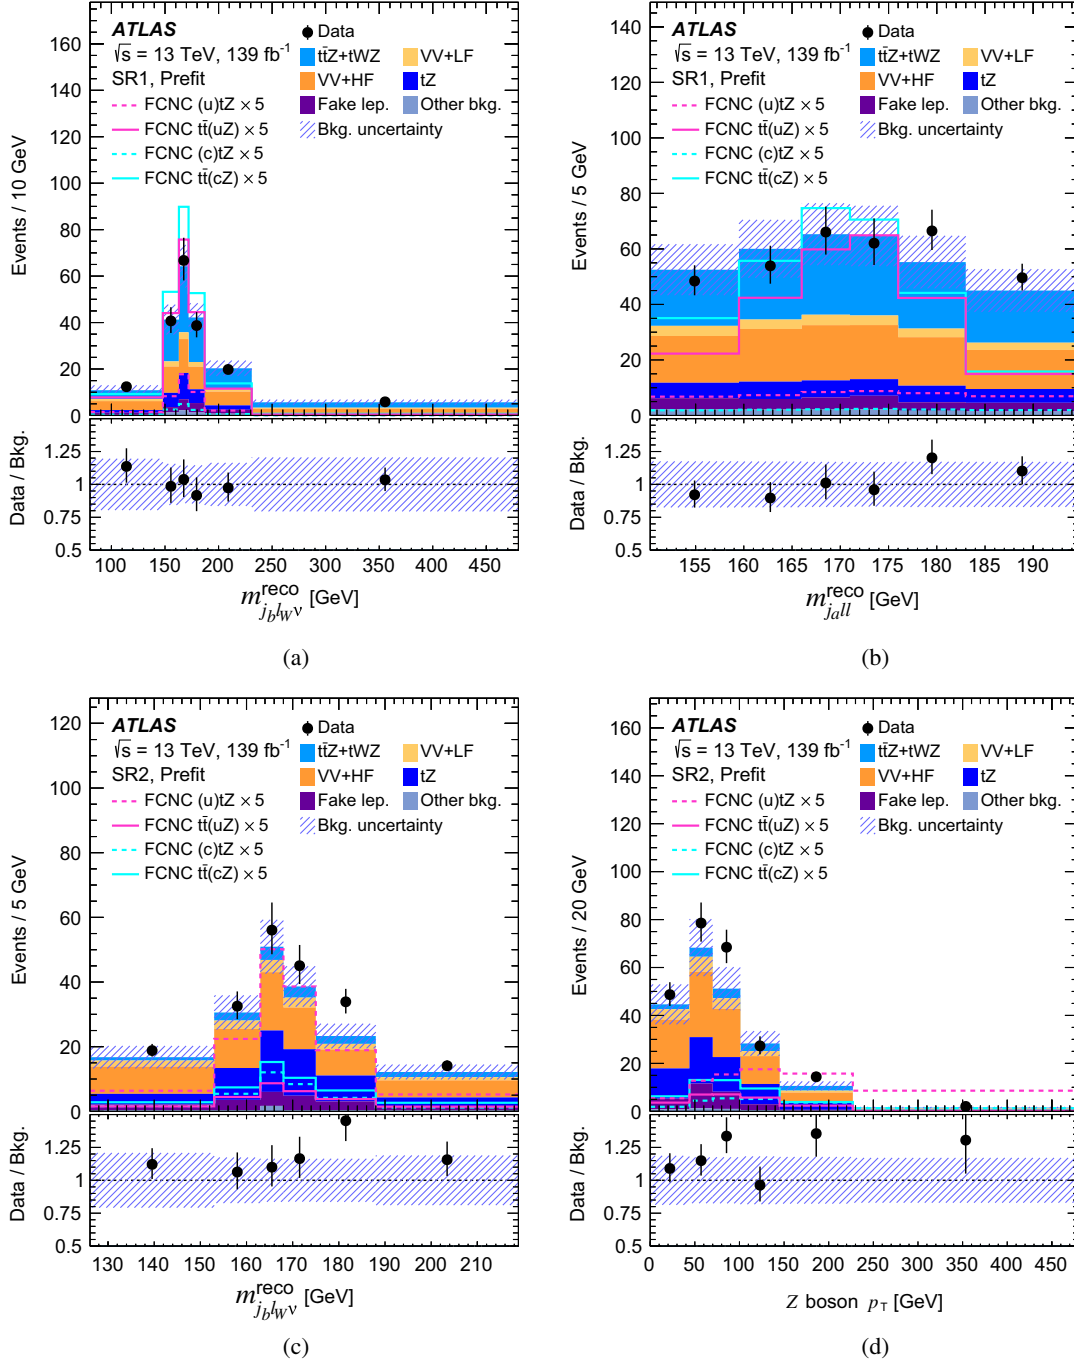 ATLAS
√s = 13 TeV, 139 fb⁻¹
SR1, Prefit
FCNC (u)tZ × 5
FCNC tt̄(uZ) × 5
FCNC (c)tZ × 5
FCNC tt̄(cZ) × 5
Data
tt̄Z+tWZ VV+LF
VV+HF tZ
Fake lep. Other bkg.
Bkg. uncertainty
Events / 10 GeV
160
140
120
100
80
60
40
20
0
Data / Bkg.
1.25
1
0.75
0.5
100 150 200 250 300 350 400 450
m^reco_{j_b l_W ν} [GeV]
(a)
ATLAS
√s = 13 TeV, 139 fb⁻¹
SR1, Prefit
FCNC (u)tZ × 5
FCNC tt̄(uZ) × 5
FCNC (c)tZ × 5
FCNC tt̄(cZ) × 5
Data
tt̄Z+tWZ VV+LF
VV+HF tZ
Fake lep. Other bkg.
Bkg. uncertainty
Events / 5 GeV
140
120
100
80
60
40
20
0
Data / Bkg.
1.25
1
0.75
0.5
155 160 165 170 175 180 185 190
m^reco_{j_a ll} [GeV]
(b)
ATLAS
√s = 13 TeV, 139 fb⁻¹
SR2, Prefit
FCNC (u)tZ × 5
FCNC tt̄(uZ) × 5
FCNC (c)tZ × 5
FCNC tt̄(cZ) × 5
Data
tt̄Z+tWZ VV+LF
VV+HF tZ
Fake lep. Other bkg.
Bkg. uncertainty
Events / 5 GeV
120
100
80
60
40
20
0
Data / Bkg.
1.25
1
0.75
0.5
130 140 150 160 170 180 190 200 210
m^reco_{j_b l_W ν} [GeV]
(c)
ATLAS
√s = 13 TeV, 139 fb⁻¹
SR2, Prefit
FCNC (u)tZ × 5
FCNC tt̄(uZ) × 5
FCNC (c)tZ × 5
FCNC tt̄(cZ) × 5
Data
tt̄Z+tWZ VV+LF
VV+HF tZ
Fake lep. Other bkg.
Bkg. uncertainty
Events / 20 GeV
160
140
120
100
80
60
40
20
0
Data / Bkg.
1.25
1
0.75
0.5
0 50 100 150 200 250 300 350 400 450
Z boson p_T [GeV]
(d)